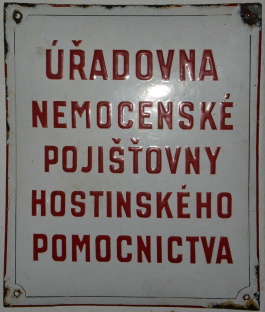 ÚŘADOVNA
NEMOCENSKÉ
POJIŠŤOVNY
HOSTINSKÉHO
POMOCNICTVA